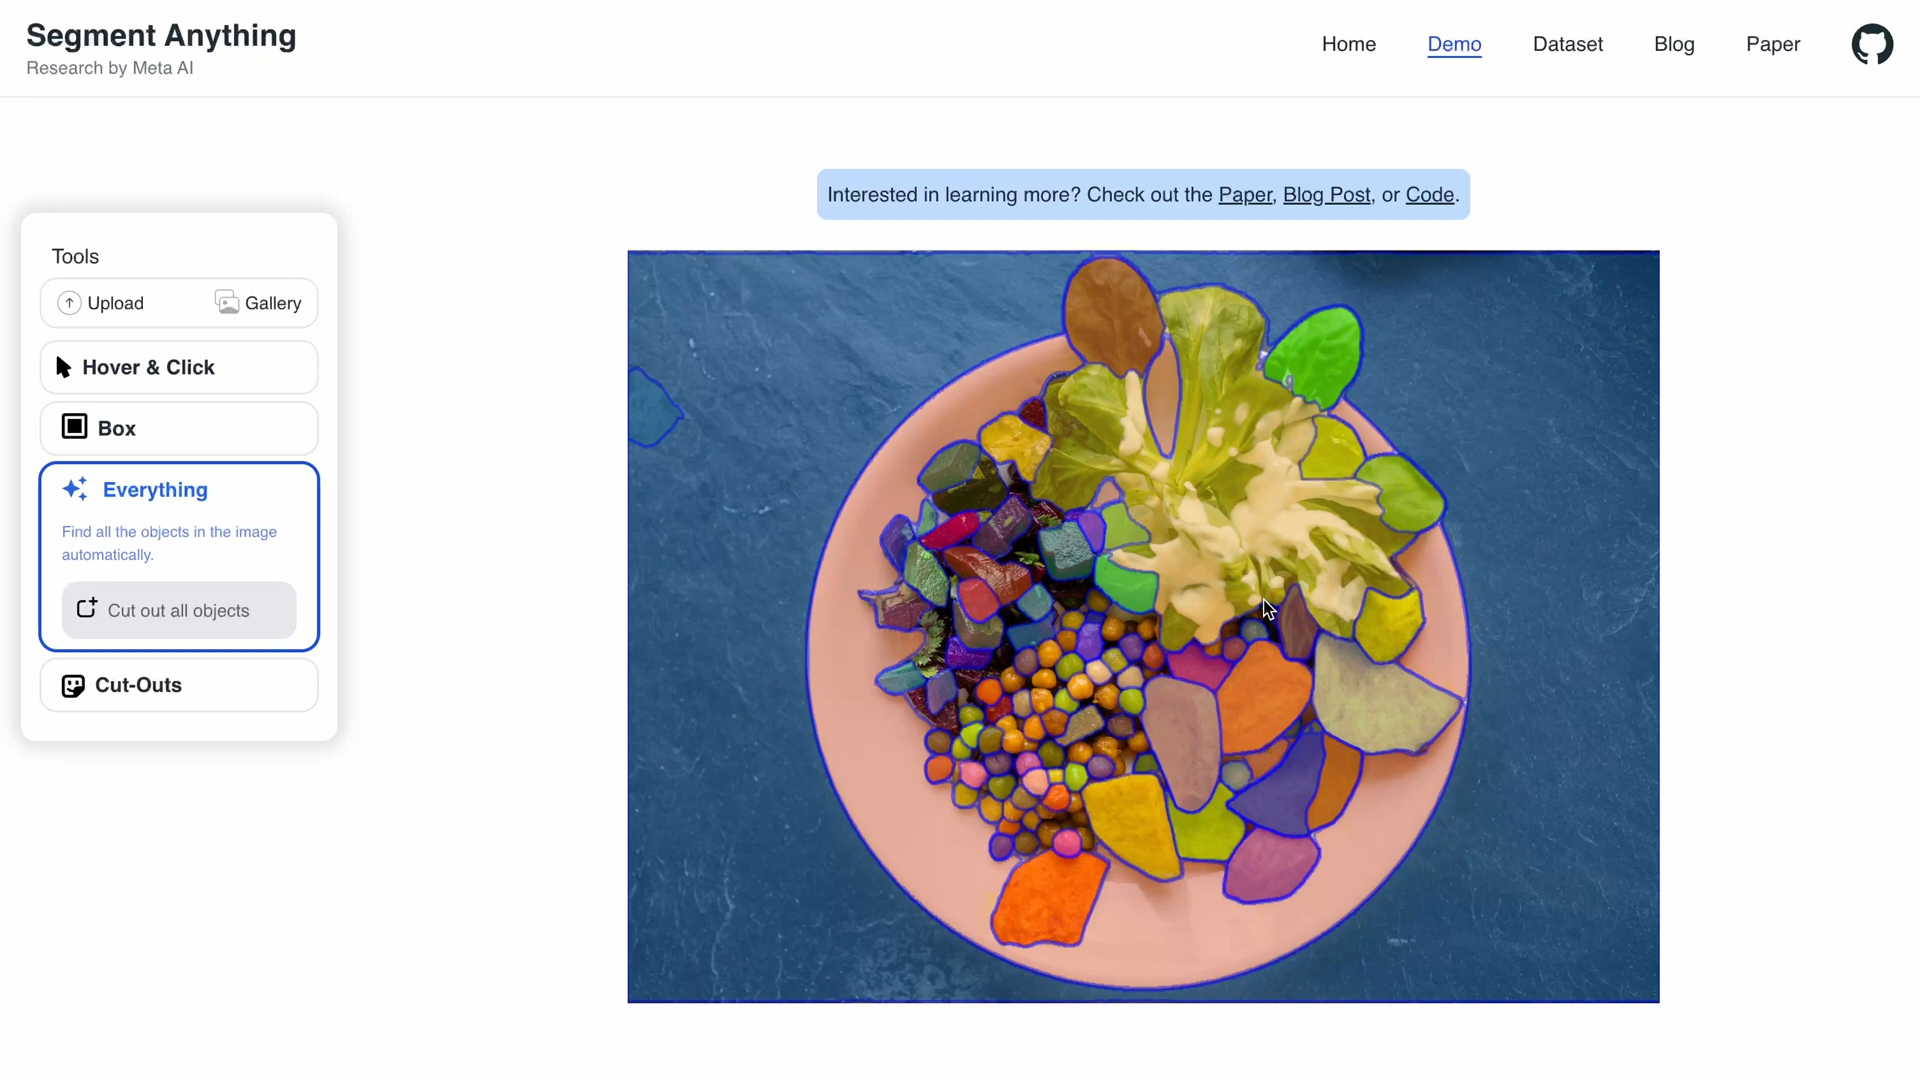 Segment Anything
Research by Meta AI
Home Demo Dataset Blog Paper
Interested in learning more? Check out the Paper, Blog Post, or Code.
Tools
Upload Gallery
Hover & Click
Box
Everything
Find all the objects in the image
automatically.
Cut out all objects
Cut-Outs